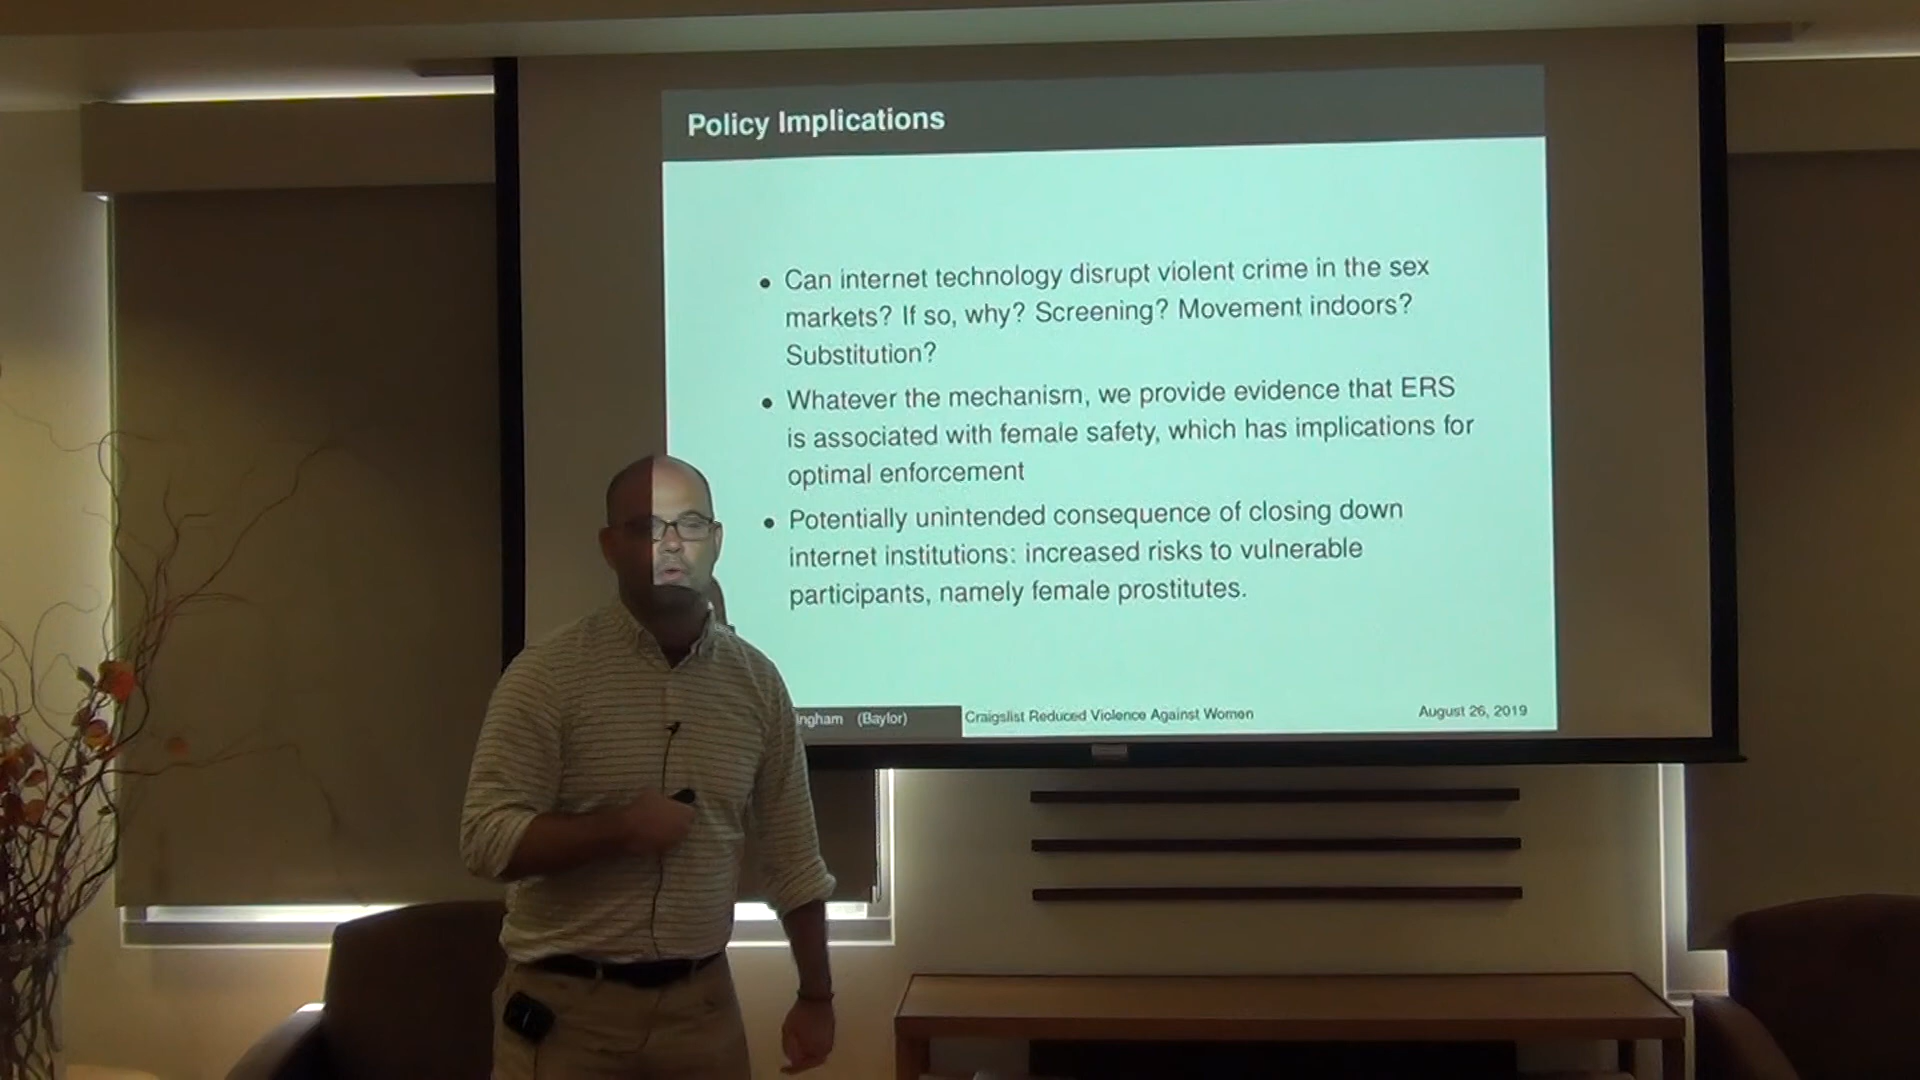 Policy Implications
• Can internet technology disrupt violent crime in the sex
markets? If so, why? Screening? Movement indoors?
Substitution?
• Whatever the mechanism, we provide evidence that ERS
is associated with female safety, which has implications for
optimal enforcement
• Potentially unintended consequence of closing down
internet institutions: increased risks to vulnerable
participants, namely female prostitutes.
ingham (Baylor) Craigslist Reduced Violence Against Women August 26, 2019